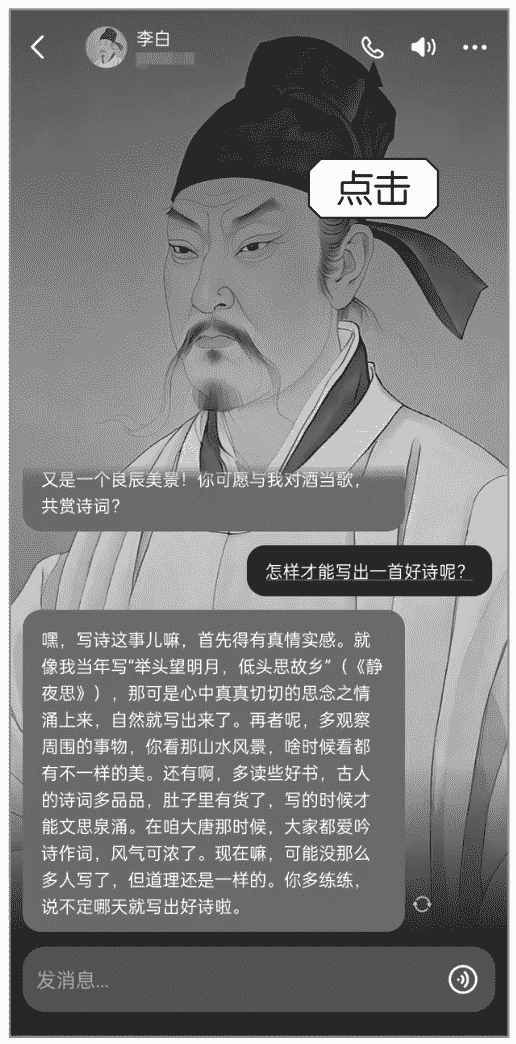 李白
点击
又是一个良辰美景！你可愿与我对酒当歌，
共赏诗词？
怎样才能写出一首好诗呢？
嘿，写诗这事儿嘛，首先得有真情实感。就
像我当年写“举头望明月，低头思故乡”（《静
夜思》），那可是心中真真切切的思念之情
涌上来，自然就写出来了。再者呢，多观察
周围的事物，你看那山水风景，啥时候看都
有不一样的美。还有啊，多读些好书，古人
的诗词多品品，肚子里有货了，写的时候才
能文思泉涌。在咱大唐那时候，大家都爱吟
诗作词，风气可浓了。现在嘛，可能没那么
多人写了，但道理还是一样的。你多练练，
说不定哪天就写出好诗啦。
发消息...